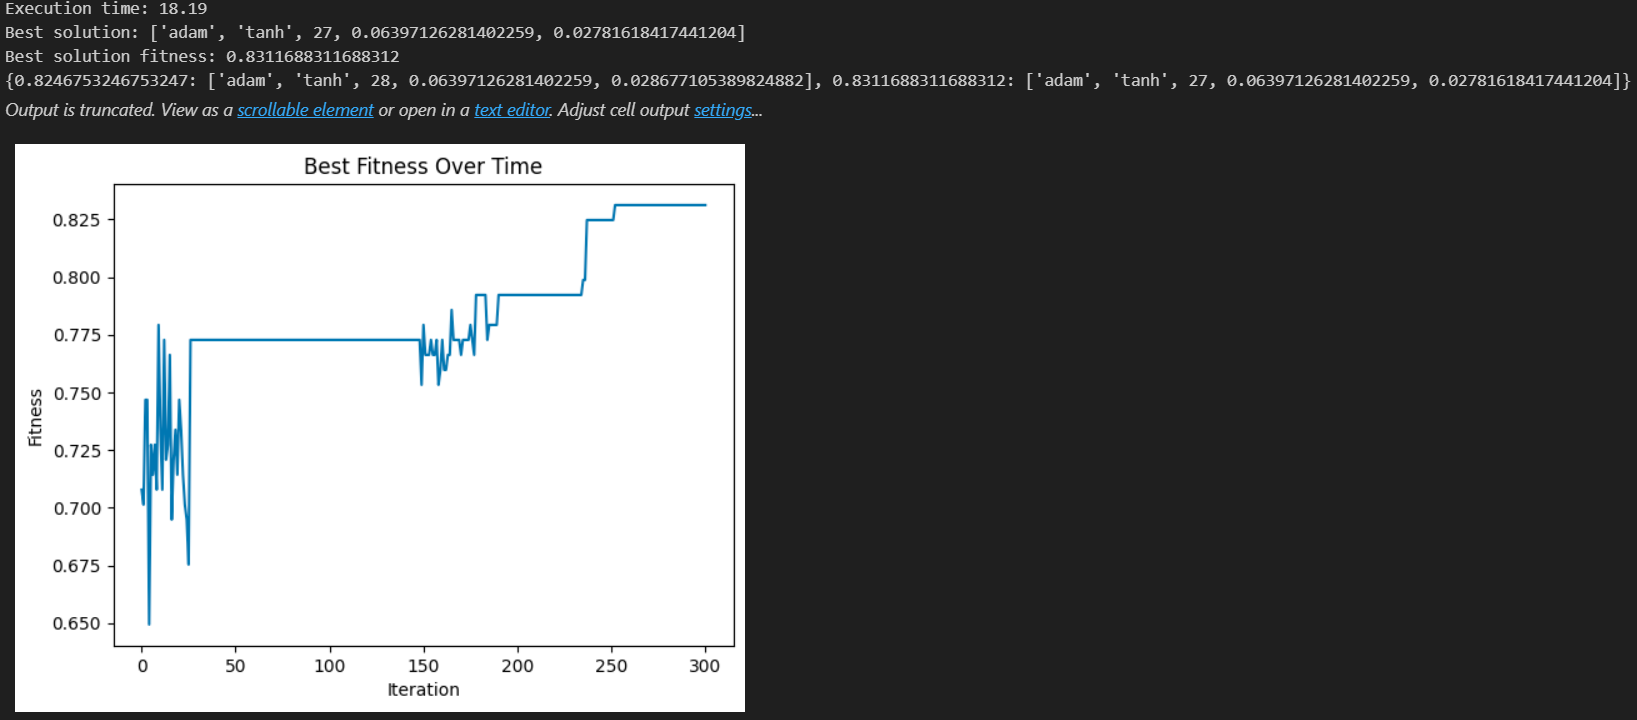 Execution time: 18.19
Best solution: ['adam', 'tanh', 27, 0.06397126281402259, 0.02781618417441204]
Best solution fitness: 0.8311688311688312
{0.8246753246753247: ['adam', 'tanh', 28, 0.06397126281402259, 0.028677105389824882], 0.8311688311688312: ['adam', 'tanh', 27, 0.06397126281402259, 0.02781618417441204]}
Output is truncated. View as a scrollable element or open in a text editor. Adjust cell output settings...
Best Fitness Over Time
0.825
0.800
0.775
0.750
0.725
0.700
0.675
0.650
Fitness
0 50 100 150 200 250 300
Iteration